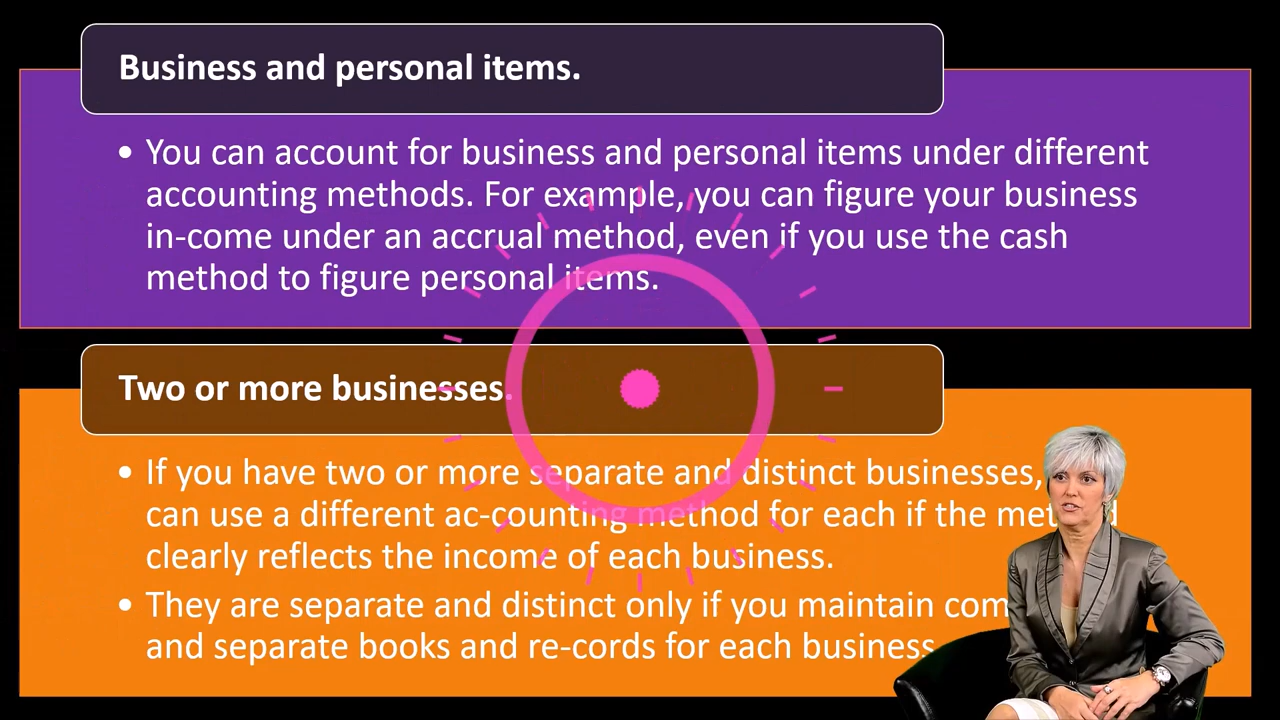 Business and personal items.
• You can account for business and personal items under different
accounting methods. For example, you can figure your business
in-come under an accrual method, even if you use the cash
method to figure personal items.
Two or more businesses.
• If you have two or more separate and distinct businesses,
can use a different ac-counting method for each if the
clearly reflects the income of each business.
• They are separate and distinct only if you maintain
and separate books and re-cords for each business